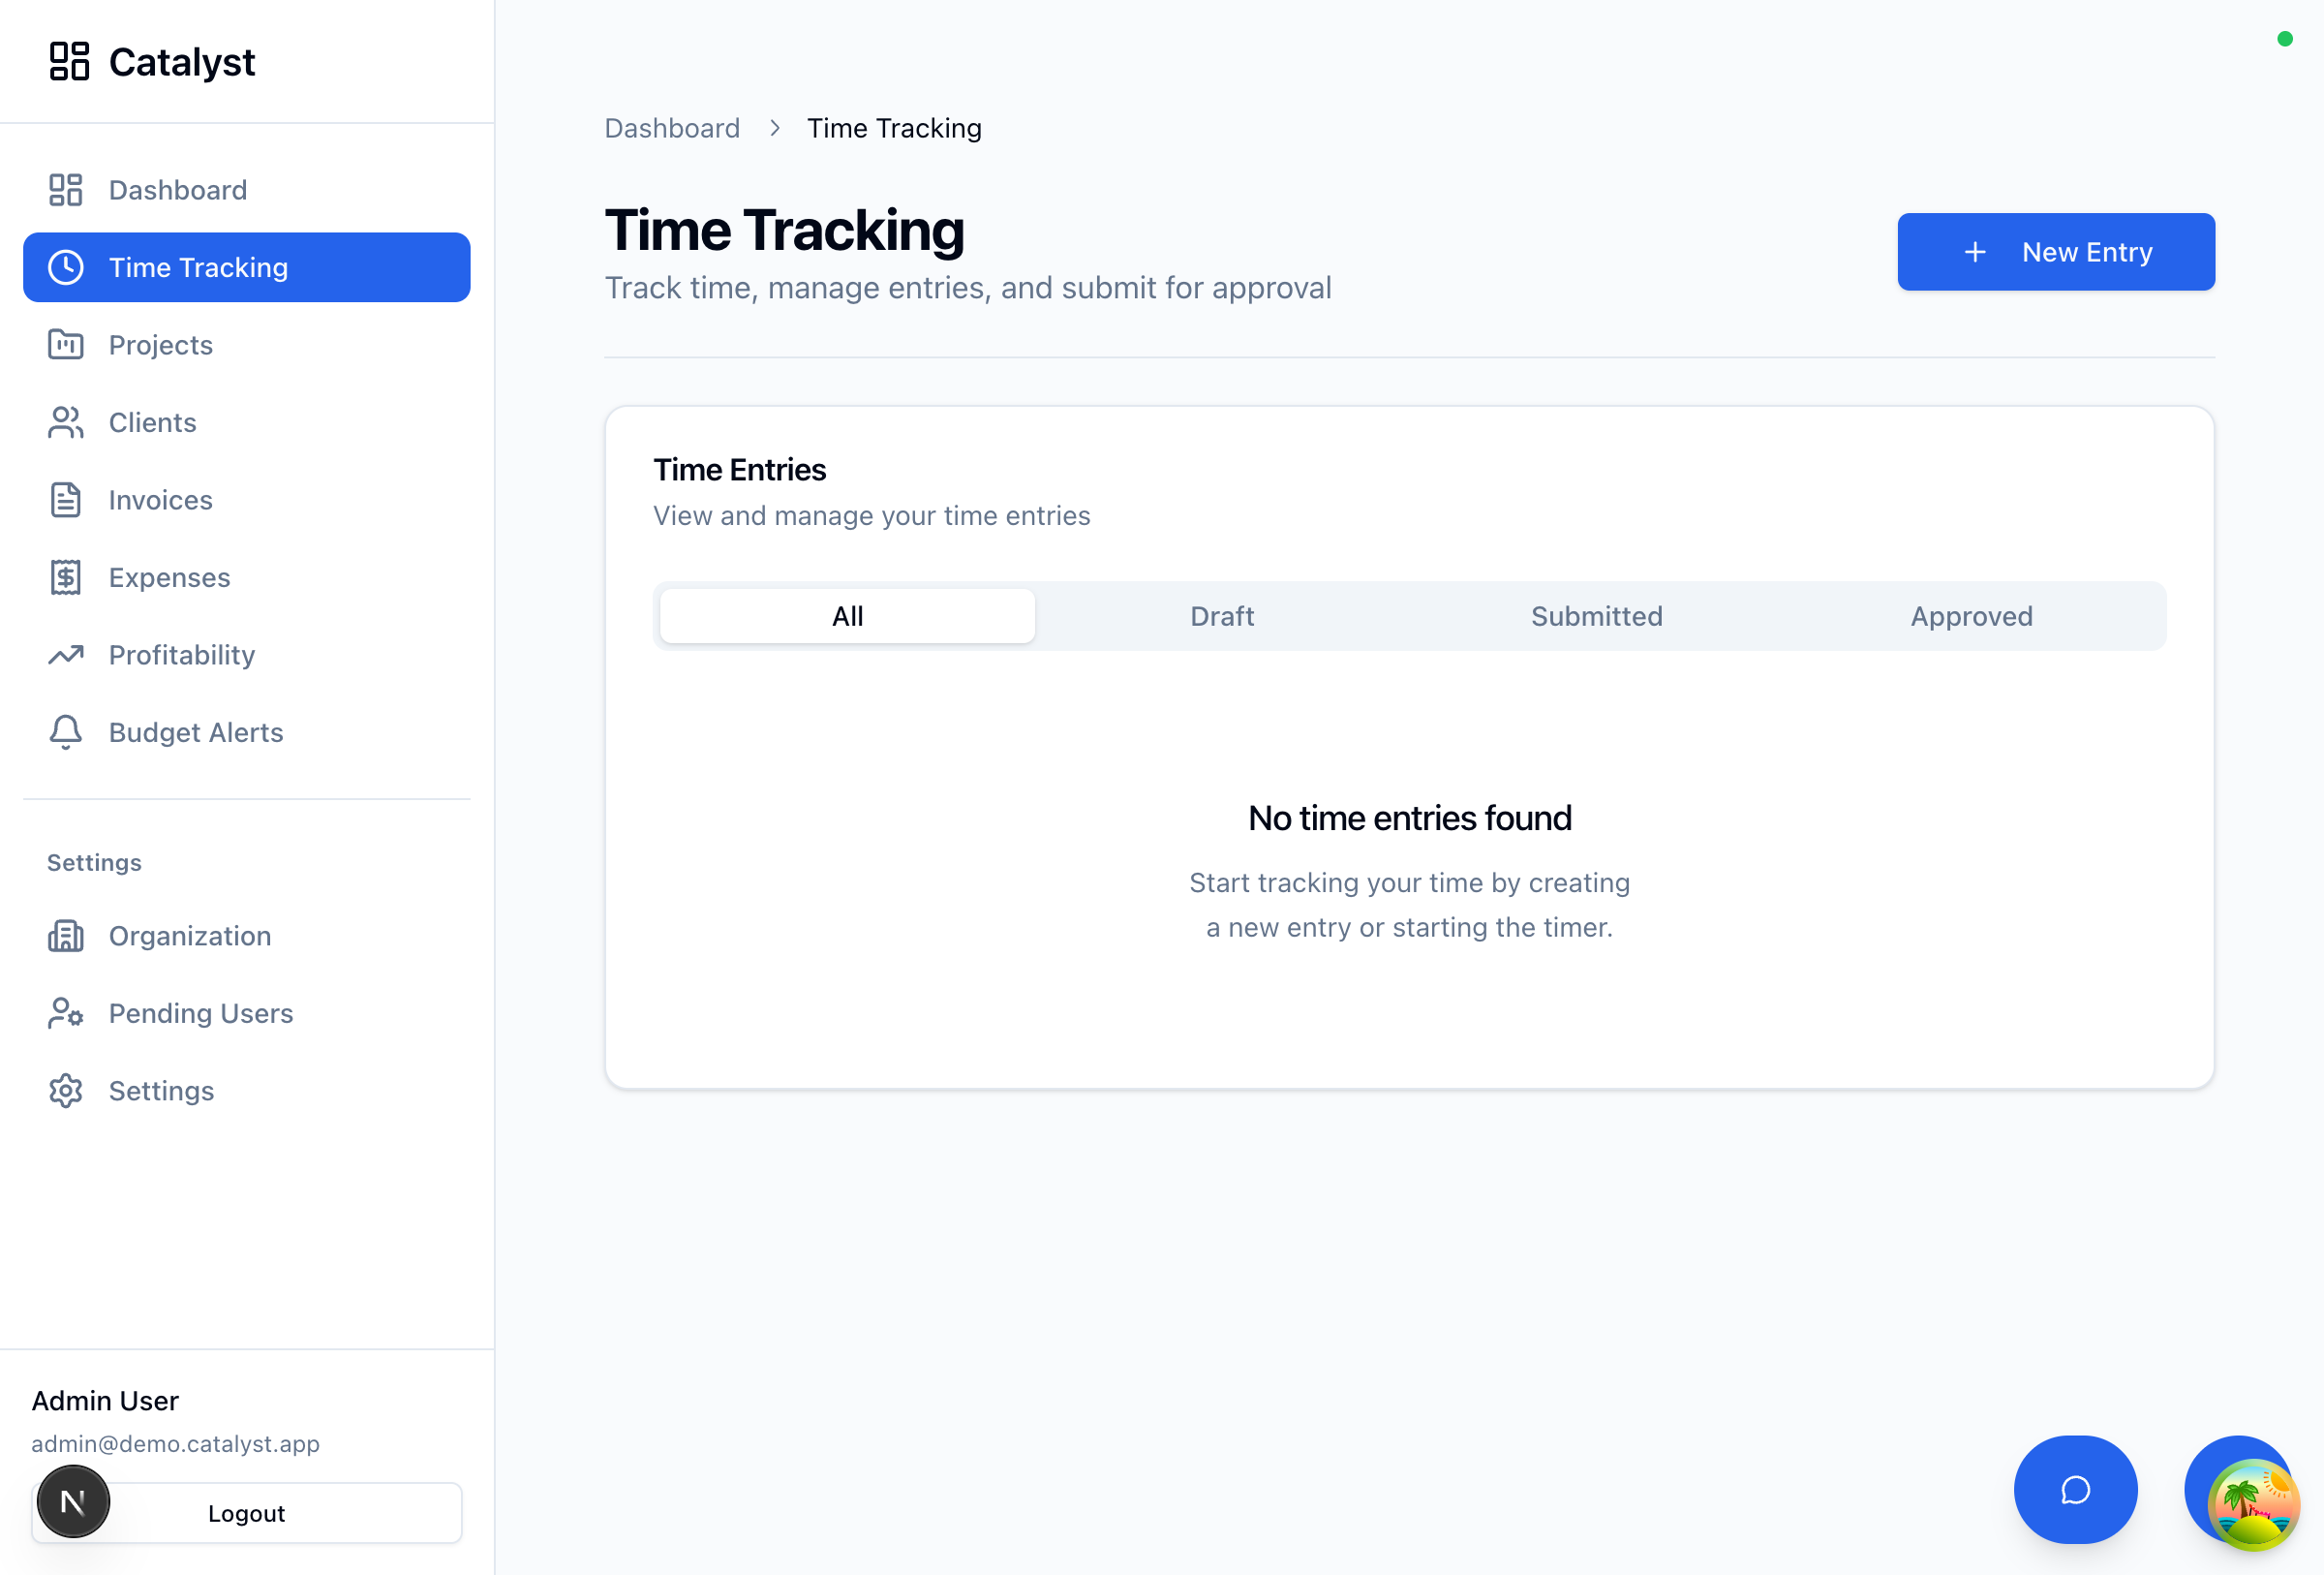 Catalyst
Dashboard
Time Tracking
Projects
Clients
Invoices
Expenses
Profitability
Budget Alerts
Settings
Organization
Pending Users
Settings
Admin User
admin@demo.catalyst.app
N
Logout
Dashboard > Time Tracking
Time Tracking
Track time, manage entries, and submit for approval
+ New Entry
Time Entries
View and manage your time entries
All Draft Submitted Approved
No time entries found
Start tracking your time by creating
a new entry or starting the timer.